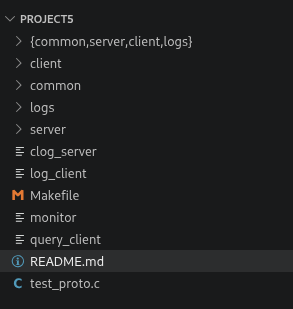 PROJECT5
{common,server,client,logs}
client
common
logs
server
clog_server
log_client
Makefile
monitor
query_client
README.md
test_proto.c